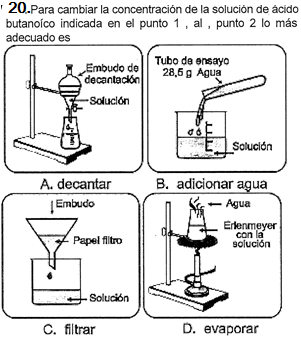 ' 20.Para cambiar la concentración de la solución de ácido
butanoíco indicada en el punto 1 , al , punto 2 lo más
adecuado es
Embudo de
decantación
Solución
A. decantar
Tubo de ensayo
28,5 g Agua
Solución
B. adicionar agua
Embudo
Papel filtro
Solución
C. filtrar
Agua
Erlenmeyer
con la
solución
D. evaporar